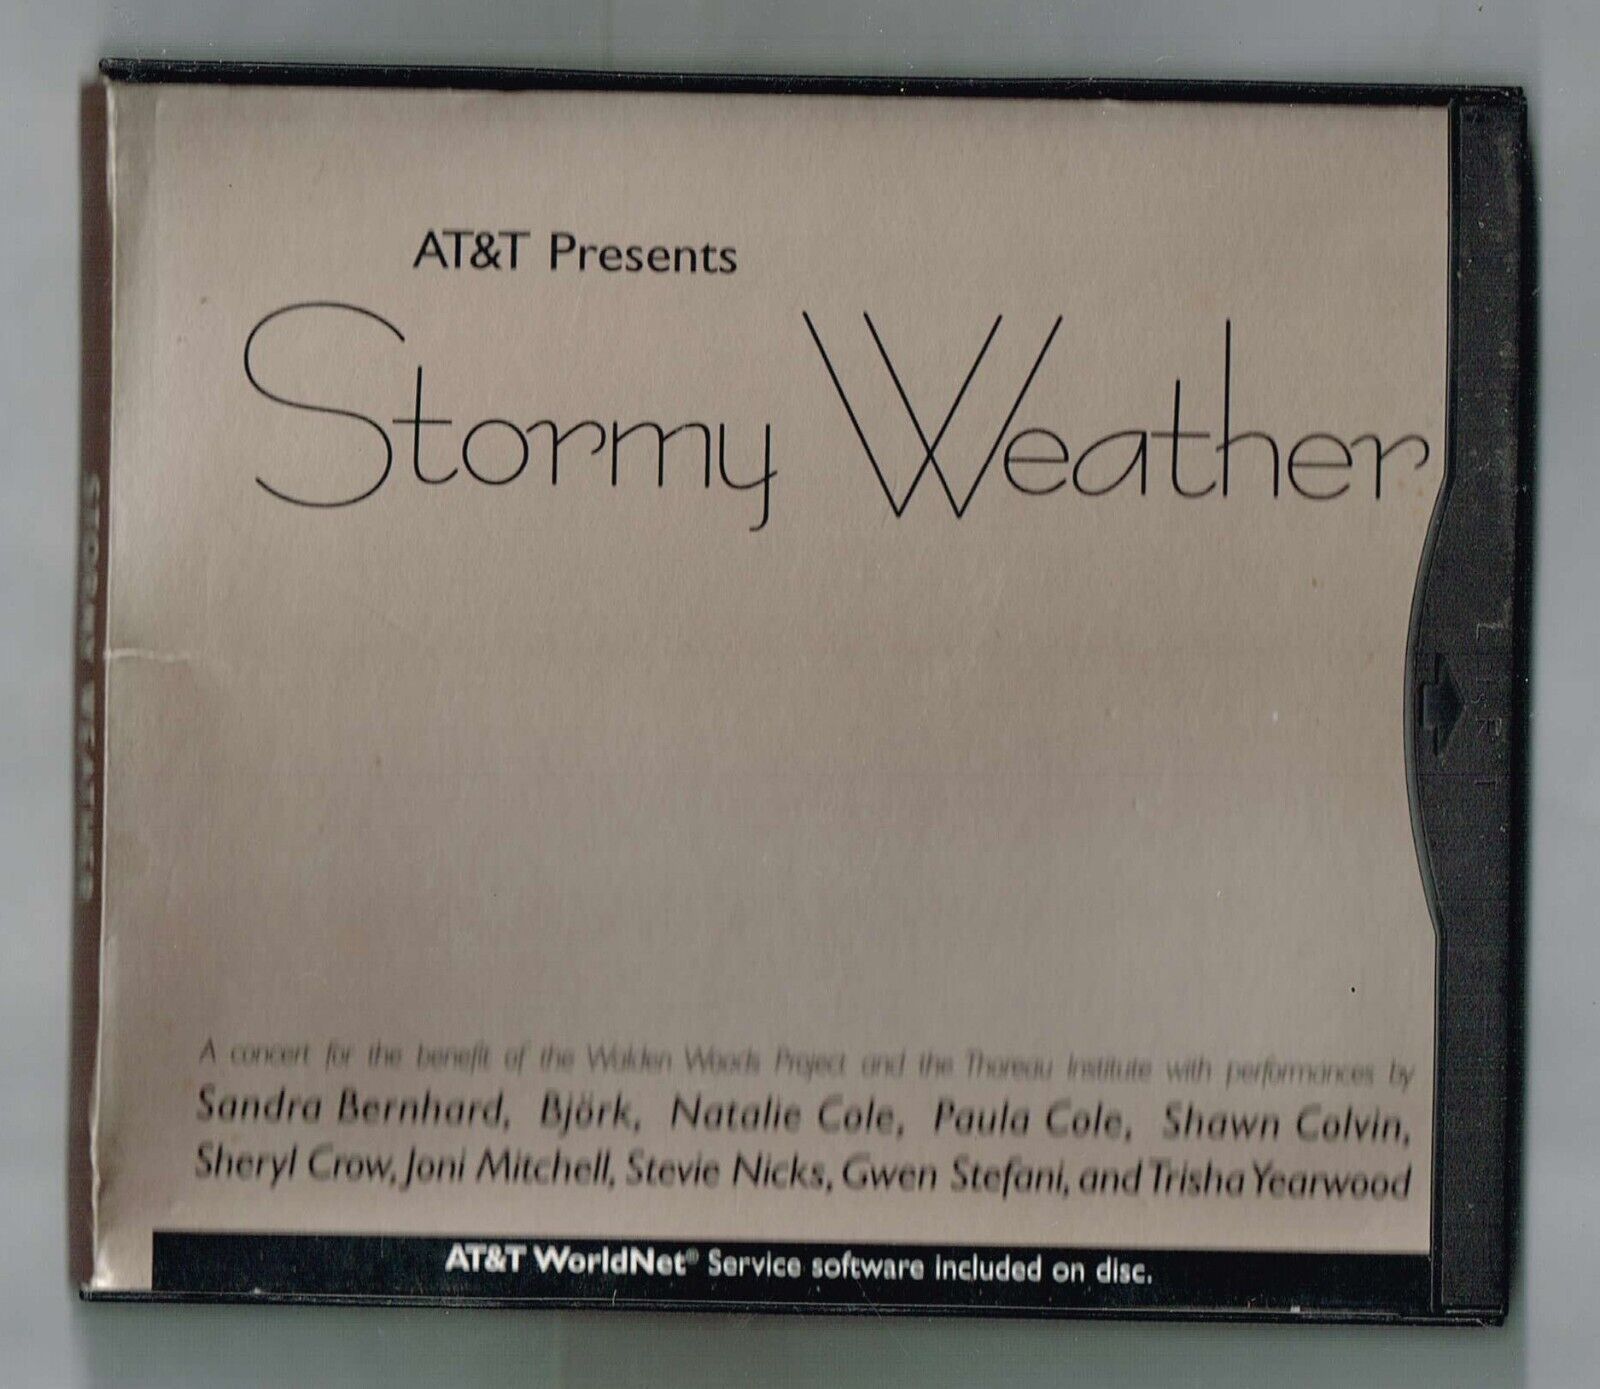 AT&T Presents
Stormy Weather
A concert for the benefit of the Walden Woods Project and the Thoreau Institute with performances by
Sandra Bernhard, Björk, Natalie Cole, Paula Cole, Shawn Colvin,
Sheryl Crow, Joni Mitchell, Stevie Nicks, Gwen Stefani, and Trisha Yearwood
AT&T WorldNet® Service software included on disc.
STORMY WEATHER